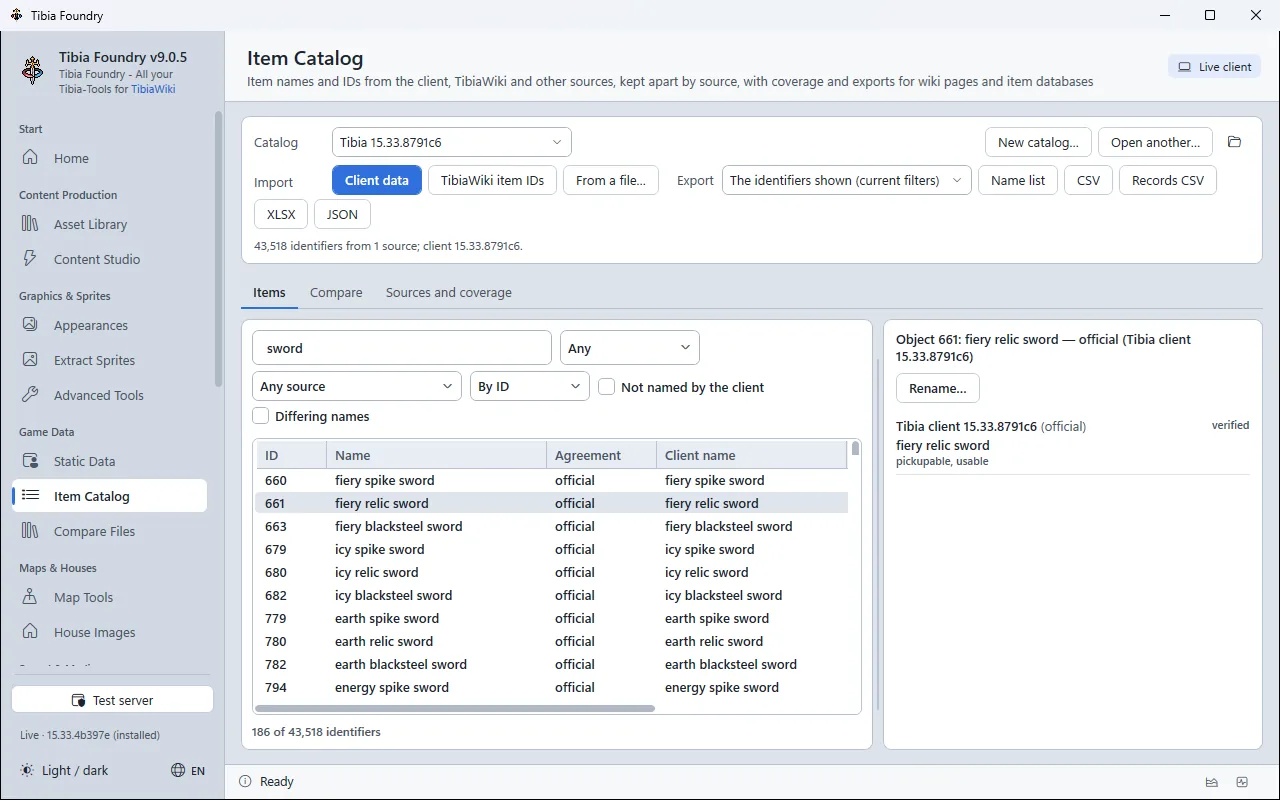 Tibia Foundry
Tibia Foundry v9.0.5
Tibia Foundry - All your
Tibia-Tools for TibiaWiki
Start
Home
Content Production
Asset Library
Content Studio
Graphics & Sprites
Appearances
Extract Sprites
Advanced Tools
Game Data
Static Data
Item Catalog
Compare Files
Maps & Houses
Map Tools
House Images
Test server
Live · 15.33.4b397e (installed)
Light / dark EN
Item Catalog
Item names and IDs from the client, TibiaWiki and other sources, kept apart by source, with coverage and exports for wiki pages and item databases
Live client
Catalog Tibia 15.33.8791c6 New catalog... Open another...
Import Client data TibiaWiki item IDs From a file... Export The identifiers shown (current filters) Name list CSV Records CSV
XLSX JSON
43,518 identifiers from 1 source; client 15.33.8791c6.
Items Compare Sources and coverage
sword Any
Any source By ID Not named by the client
Differing names
ID Name Agreement Client name
660 fiery spike sword official fiery spike sword
661 fiery relic sword official fiery relic sword
663 fiery blacksteel sword official fiery blacksteel sword
679 icy spike sword official icy spike sword
680 icy relic sword official icy relic sword
682 icy blacksteel sword official icy blacksteel sword
779 earth spike sword official earth spike sword
780 earth relic sword official earth relic sword
782 earth blacksteel sword official earth blacksteel sword
794 energy spike sword official energy spike sword
186 of 43,518 identifiers
Object 661: fiery relic sword — official (Tibia client
15.33.8791c6)
Rename...
Tibia client 15.33.8791c6 (official) verified
fiery relic sword
pickupable, usable
Ready